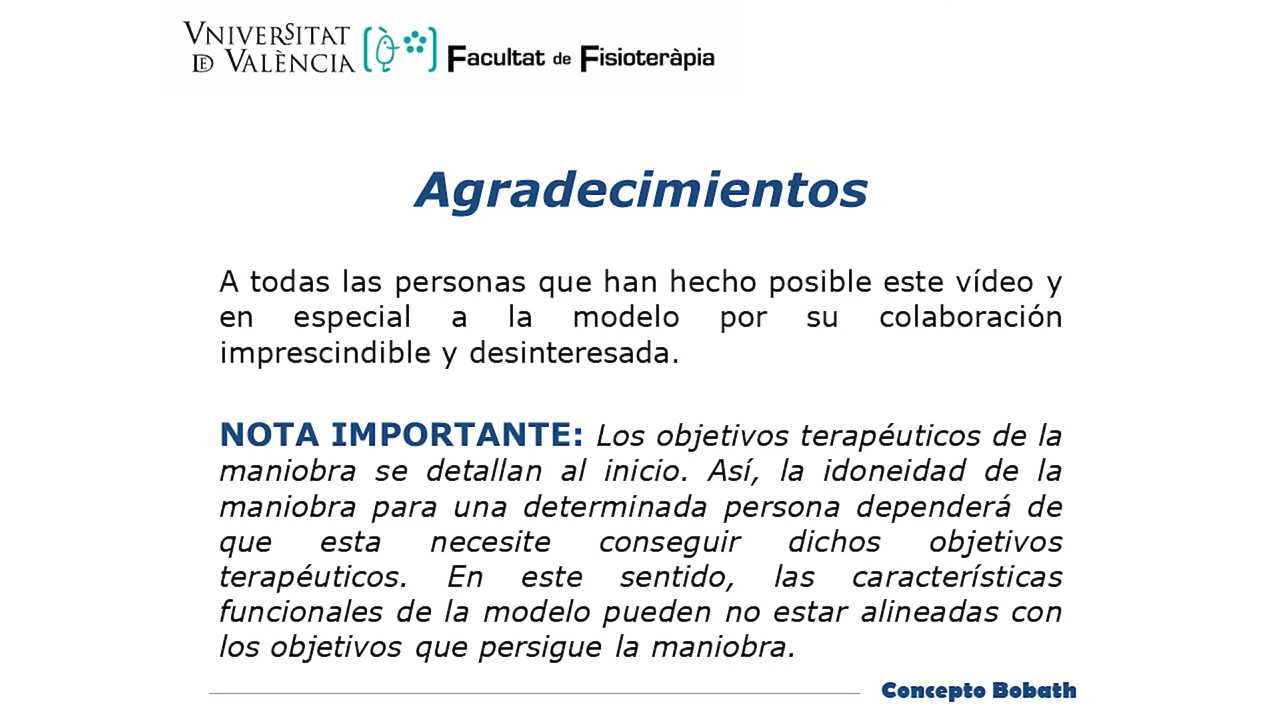 VNIVERSITAT
DE VALÈNCIA
Facultat de Fisioteràpia
Agradecimientos
A todas las personas que han hecho posible este vídeo y
en especial a la modelo por su colaboración
imprescindible y desinteresada.
NOTA IMPORTANTE: Los objetivos terapéuticos de la
maniobra se detallan al inicio. Así, la idoneidad de la
maniobra para una determinada persona dependerá de
que esta necesite conseguir dichos objetivos
terapéuticos. En este sentido, las características
funcionales de la modelo pueden no estar alineadas con
los objetivos que persigue la maniobra.
Concepto Bobath